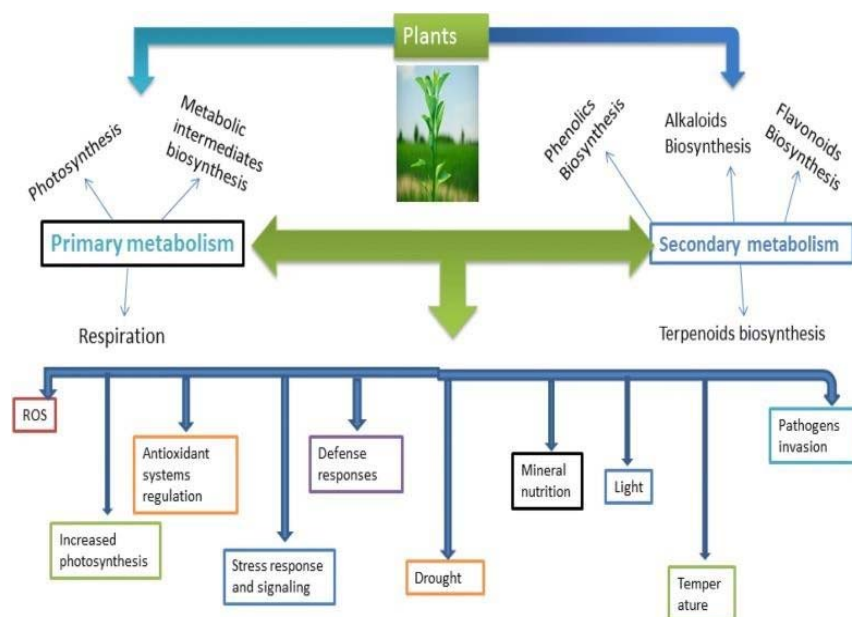 Plants
Photosynthesis
Metabolic
intermediates
biosynthesis
Phenolics
Biosynthesis
Alkaloids
Biosynthesis
Flavonoids
Biosynthesis
Primary metabolism
Secondary metabolism
Respiration
Terpenoids biosynthesis
ROS
Increased
photosynthesis
Antioxidant
systems
regulation
Stress response
and signaling
Defense
responses
Drought
Mineral
nutrition
Light
Temper
ature
Pathogens
invasion